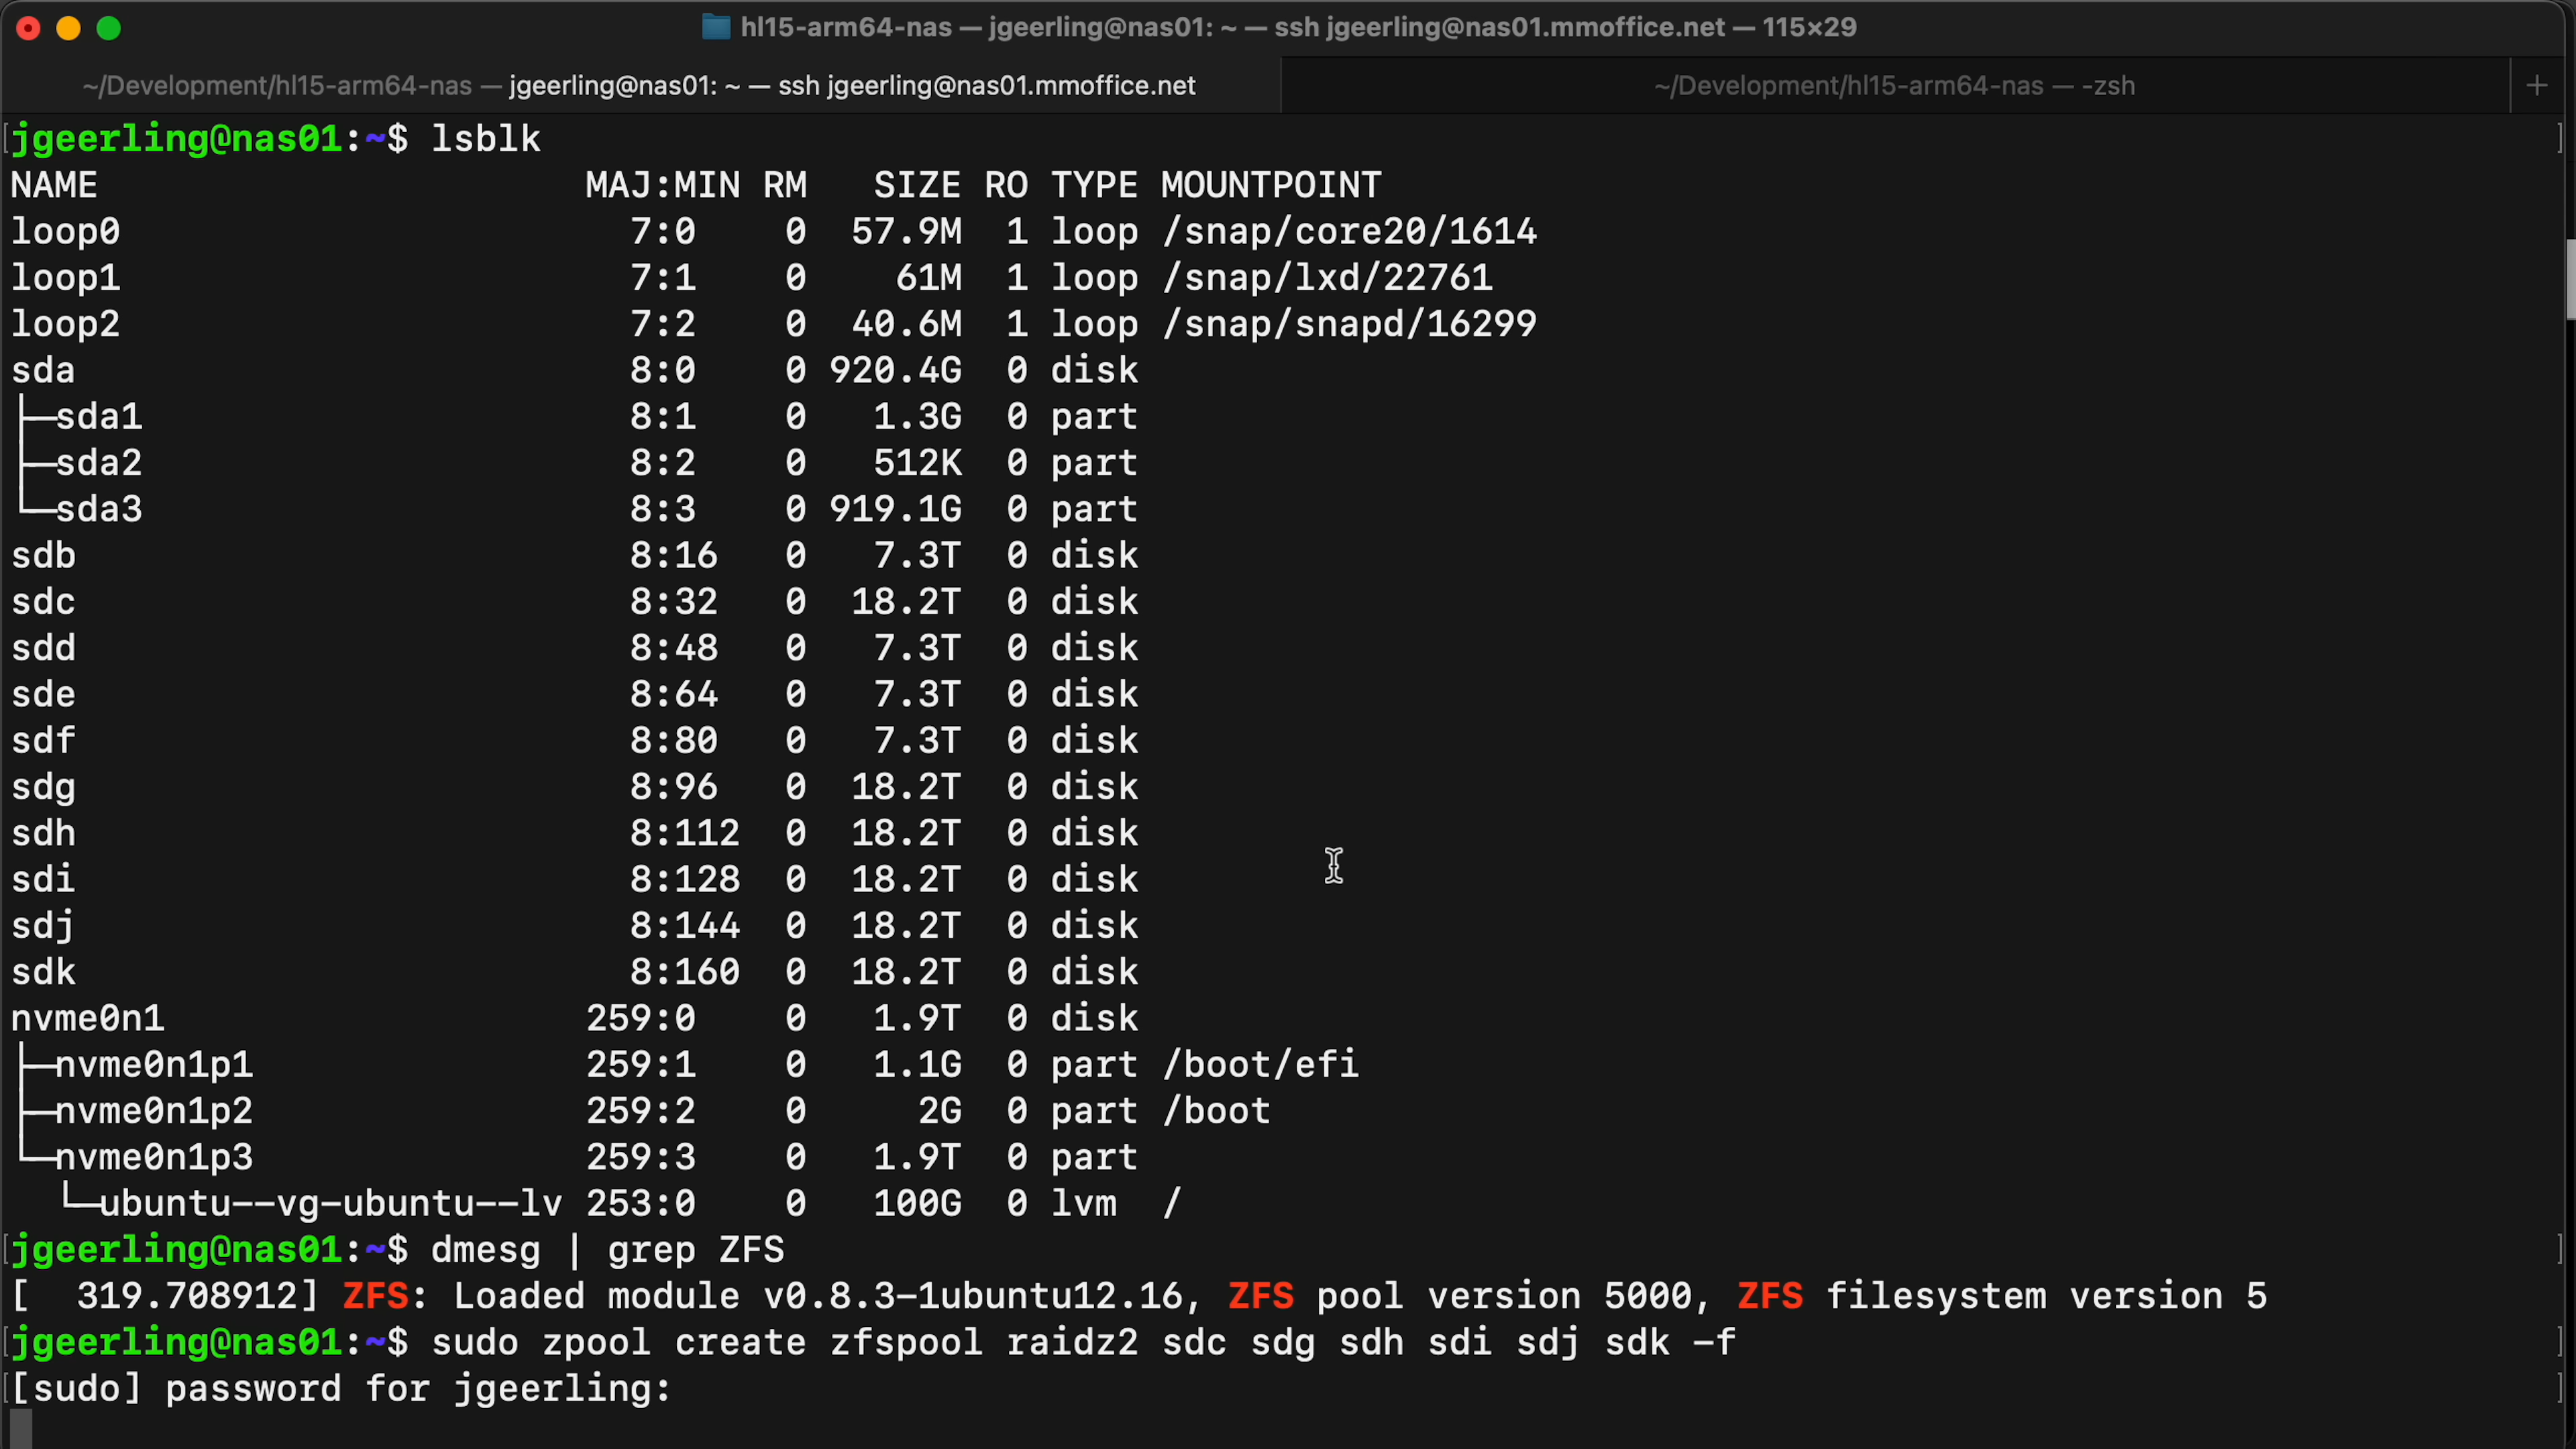 hl15-arm64-nas — jgeerling@nas01: ~ — ssh jgeerling@nas01.mmoffice.net — 115×29
~/Development/hl15-arm64-nas — jgeerling@nas01: ~ — ssh jgeerling@nas01.mmoffice.net ~/Development/hl15-arm64-nas — -zsh +
[jgeerling@nas01:~$ lsblk ]
NAME MAJ:MIN RM SIZE RO TYPE MOUNTPOINT
loop0 7:0 0 57.9M 1 loop /snap/core20/1614
loop1 7:1 0 61M 1 loop /snap/lxd/22761
loop2 7:2 0 40.6M 1 loop /snap/snapd/16299
sda 8:0 0 920.4G 0 disk
├─sda1 8:1 0 1.3G 0 part
├─sda2 8:2 0 512K 0 part
└─sda3 8:3 0 919.1G 0 part
sdb 8:16 0 7.3T 0 disk
sdc 8:32 0 18.2T 0 disk
sdd 8:48 0 7.3T 0 disk
sde 8:64 0 7.3T 0 disk
sdf 8:80 0 7.3T 0 disk
sdg 8:96 0 18.2T 0 disk
sdh 8:112 0 18.2T 0 disk
sdi 8:128 0 18.2T 0 disk
sdj 8:144 0 18.2T 0 disk
sdk 8:160 0 18.2T 0 disk
nvme0n1 259:0 0 1.9T 0 disk
├─nvme0n1p1 259:1 0 1.1G 0 part /boot/efi
├─nvme0n1p2 259:2 0 2G 0 part /boot
└─nvme0n1p3 259:3 0 1.9T 0 part
└─ubuntu--vg-ubuntu--lv 253:0 0 100G 0 lvm /
[jgeerling@nas01:~$ dmesg | grep ZFS ]
[ 319.708912] ZFS: Loaded module v0.8.3-1ubuntu12.16, ZFS pool version 5000, ZFS filesystem version 5
[jgeerling@nas01:~$ sudo zpool create zfspool raidz2 sdc sdg sdh sdi sdj sdk -f ]
[[sudo] password for jgeerling: ]